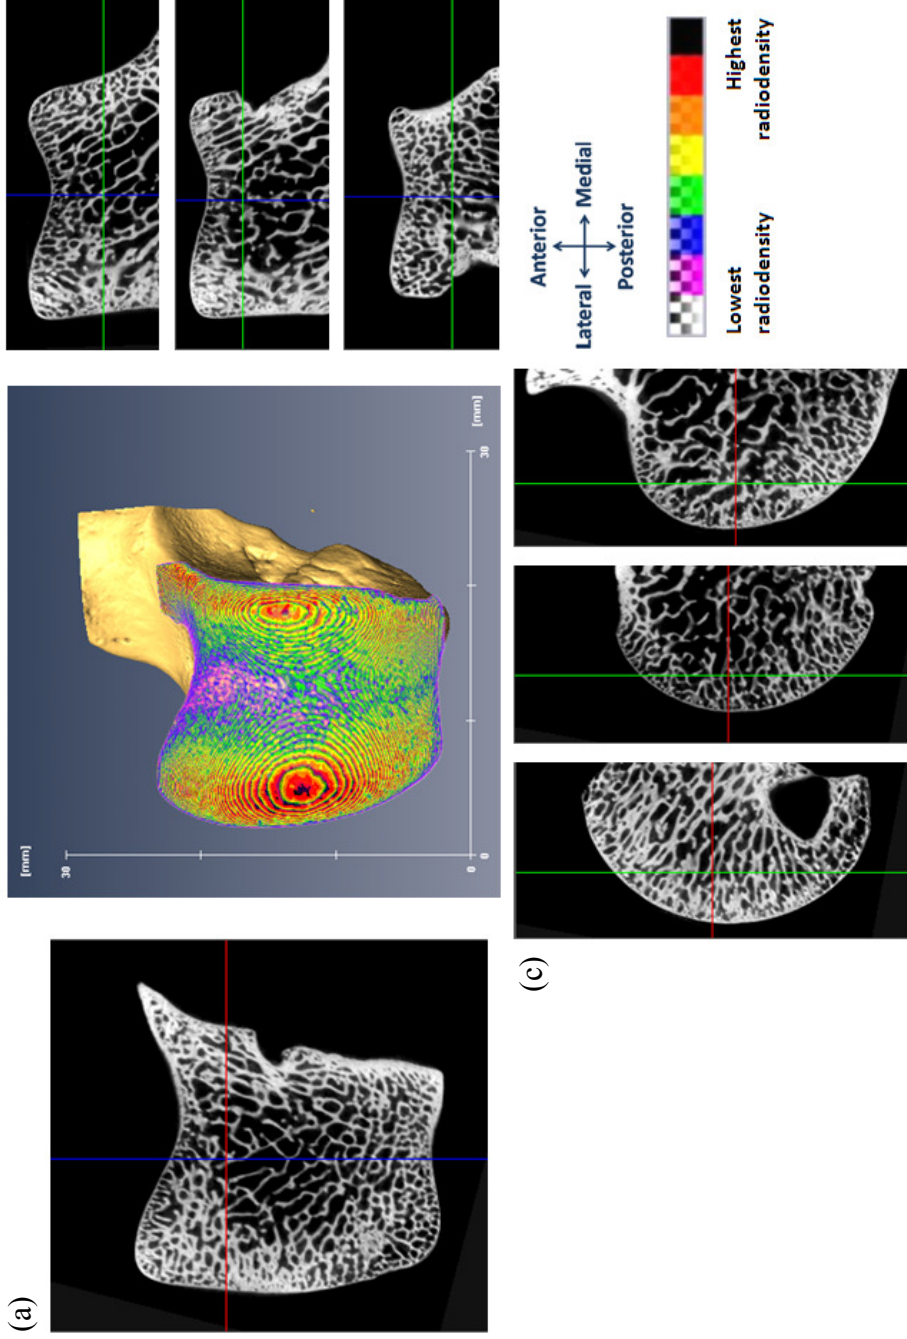 (a)
[mm]
30
0
0
30
[mm]
(c)
Anterior
Lateral
Medial
Posterior
Lowest
radiodensity
Highest
radiodensity